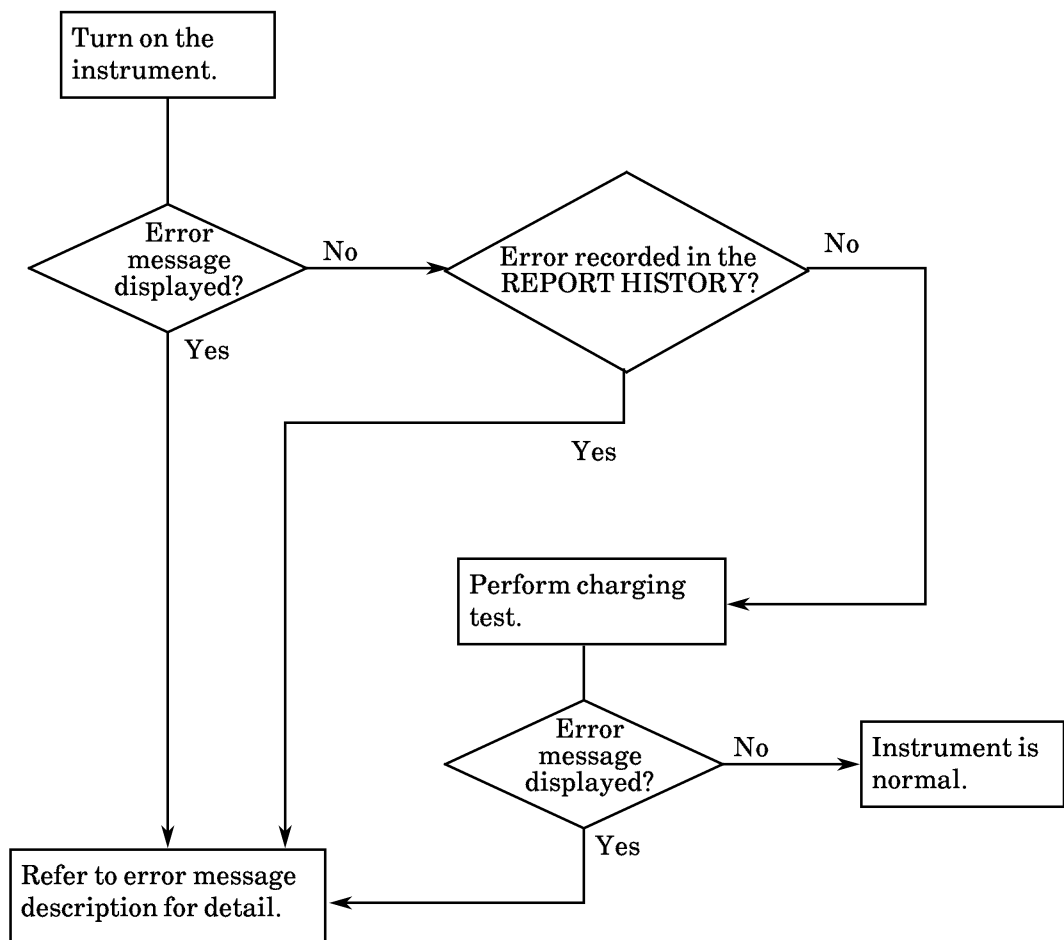 Turn on the
instrument.
Error
message
displayed?
No
Yes
Error recorded in the
REPORT HISTORY?
No
Yes
Perform charging
test.
Error
message
displayed?
No
Yes
Instrument is
normal.
Refer to error message
description for detail.